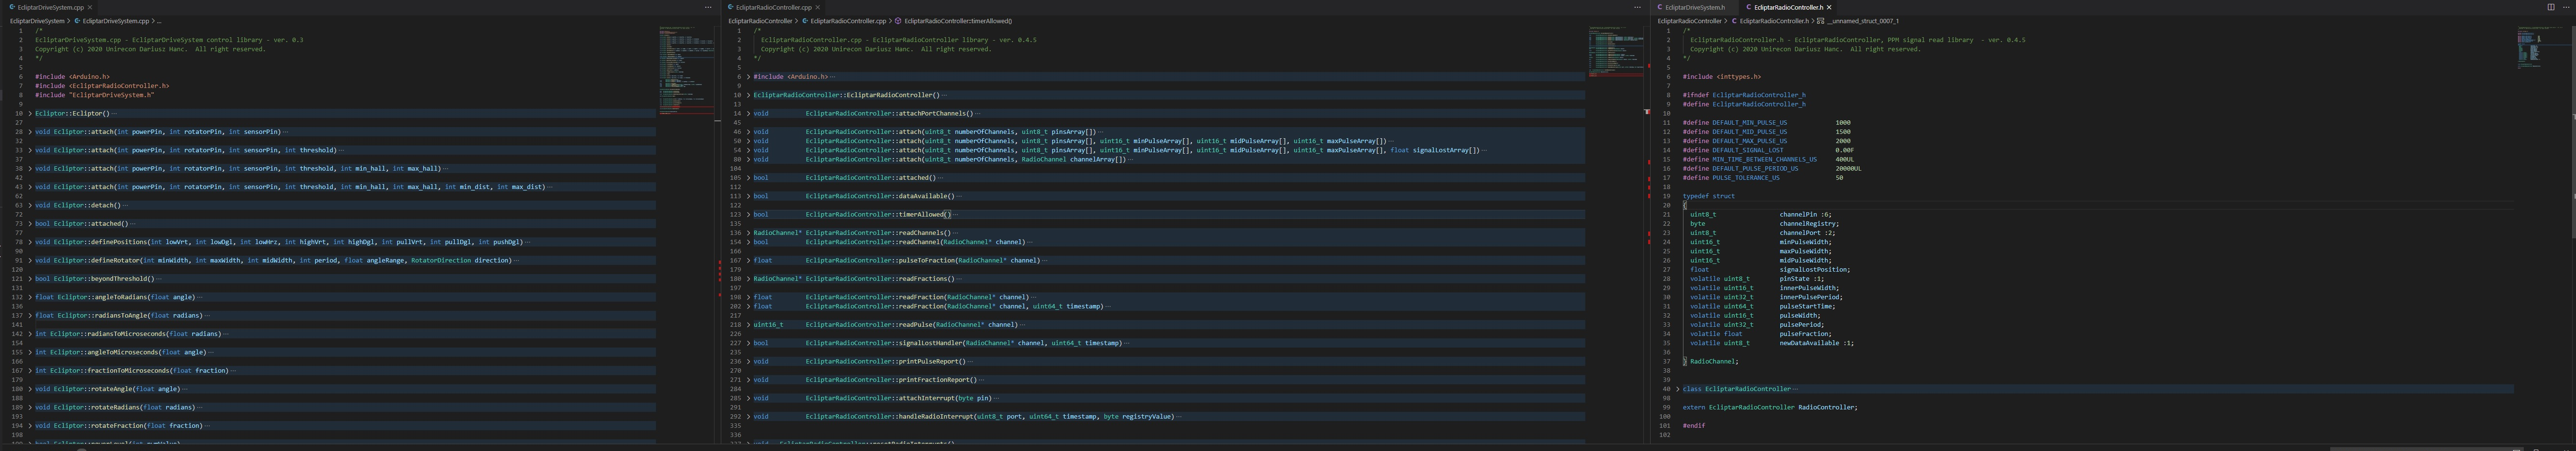 EcliptarDriveSystem.cpp
EcliptarDriveSystem > EcliptarDriveSystem.cpp > ...
1 /*
2 EcliptarDriveSystem.cpp - EcliptarDriveSystem control library - ver. 0.3
3 Copyright (c) 2020 Unirecon Dariusz Hanc. All right reserved.
4 */
5
6 #include <Arduino.h>
7 #include <EcliptarRadioController.h>
8 #include "EcliptarDriveSystem.h"
9
10 Ecliptor::Ecliptor()
27
28 void Ecliptor::attach(int powerPin, int rotatorPin, int sensorPin)
32
33 void Ecliptor::attach(int powerPin, int rotatorPin, int sensorPin, int threshold)
37
38 void Ecliptor::attach(int powerPin, int rotatorPin, int sensorPin, int threshold, int min_hall, int max_hall)
42
43 void Ecliptor::attach(int powerPin, int rotatorPin, int sensorPin, int threshold, int min_hall, int max_hall, int min_dist, int max_dist)
62
63 void Ecliptor::detach()
72
73 bool Ecliptor::attached()
77
78 void Ecliptor::definePositions(int lowVrt, int lowDgl, int lowHrz, int highVrt, int highDgl, int pullVrt, int pullDgl, int pushDgl)
90
91 void Ecliptor::defineRotator(int minWidth, int maxWidth, int midWidth, int period, float angleRange, RotatorDirection direction)
120
121 bool Ecliptor::beyondThreshold()
131
132 float Ecliptor::angleToRadians(float angle)
136
137 float Ecliptor::radiansToAngle(float radians)
141
142 int Ecliptor::radiansToMicroseconds(float radians)
154
155 int Ecliptor::angleToMicroseconds(float angle)
166
167 int Ecliptor::fractionToMicroseconds(float fraction)
179
180 void Ecliptor::rotateAngle(float angle)
188
189 void Ecliptor::rotateRadians(float radians)
193
194 void Ecliptor::rotateFraction(float fraction)
198
EcliptarRadioController.cpp
EcliptarRadioController > EcliptarRadioController.cpp > EcliptarRadioController::timerAllowed()
1 /*
2 EcliptarRadioController.cpp - EcliptarRadioController library - ver. 0.4.5
3 Copyright (c) 2020 Unirecon Dariusz Hanc. All right reserved.
4 */
5
6 #include <Arduino.h>
9
10 EcliptarRadioController::EcliptarRadioController()
13
14 void EcliptarRadioController::attachPortChannels()
45
46 void EcliptarRadioController::attach(uint8_t numberOfChannels, uint8_t pinsArray[])
50 void EcliptarRadioController::attach(uint8_t numberOfChannels, uint8_t pinsArray[], uint16_t minPulseArray[], uint16_t midPulseArray[], uint16_t maxPulseArray[])
54 void EcliptarRadioController::attach(uint8_t numberOfChannels, uint8_t pinsArray[], uint16_t minPulseArray[], uint16_t midPulseArray[], uint16_t maxPulseArray[], float signalLostArray[])
80 void EcliptarRadioController::attach(uint8_t numberOfChannels, RadioChannel channelArray[])
104
105 bool EcliptarRadioController::attached()
112
113 bool EcliptarRadioController::dataAvailable()
122
123 bool EcliptarRadioController::timerAllowed()
135
136 RadioChannel* EcliptarRadioController::readChannels()
154 bool EcliptarRadioController::readChannel(RadioChannel* channel)
166
167 float EcliptarRadioController::pulseToFraction(RadioChannel* channel)
179
180 RadioChannel* EcliptarRadioController::readFractions()
197
198 float EcliptarRadioController::readFraction(RadioChannel* channel)
202 float EcliptarRadioController::readFraction(RadioChannel* channel, uint64_t timestamp)
217
218 uint16_t EcliptarRadioController::readPulse(RadioChannel* channel)
226
227 bool EcliptarRadioController::signalLostHandler(RadioChannel* channel, uint64_t timestamp)
235
236 void EcliptarRadioController::printPulseReport()
270
271 void EcliptarRadioController::printFractionReport()
284
285 void EcliptarRadioController::attachInterrupt(byte pin)
291
292 void EcliptarRadioController::handleRadioInterrupt(uint8_t port, uint64_t timestamp, byte registryValue)
335
336
EcliptarDriveSystem.h EcliptarRadioController.h
EcliptarRadioController > EcliptarRadioController.h > __unnamed_struct_0007_1
1 /*
2 EcliptarRadioController.h - EcliptarRadioController, PPM signal read library - ver. 0.4.5
3 Copyright (c) 2020 Unirecon Dariusz Hanc. All right reserved.
4 */
5
6 #include <inttypes.h>
7
8 #ifndef EcliptarRadioController_h
9 #define EcliptarRadioController_h
10
11 #define DEFAULT_MIN_PULSE_US 1000
12 #define DEFAULT_MID_PULSE_US 1500
13 #define DEFAULT_MAX_PULSE_US 2000
14 #define DEFAULT_SIGNAL_LOST 0.00F
15 #define MIN_TIME_BETWEEN_CHANNELS_US 400UL
16 #define DEFAULT_PULSE_PERIOD_US 20000UL
17 #define PULSE_TOLERANCE_US 50
18
19 typedef struct
20 {
21 uint8_t channelPin :6;
22 byte channelRegistry;
23 uint8_t channelPort :2;
24 uint16_t minPulseWidth;
25 uint16_t maxPulseWidth;
26 uint16_t midPulseWidth;
27 float signalLostPosition;
28 volatile uint8_t pinState :1;
29 volatile uint16_t innerPulseWidth;
30 volatile uint32_t innerPulsePeriod;
31 volatile uint64_t pulseStartTime;
32 volatile uint16_t pulseWidth;
33 volatile uint32_t pulsePeriod;
34 volatile float pulseFraction;
35 volatile uint8_t newDataAvailable :1;
36
37 } RadioChannel;
38
39
40 class EcliptarRadioController
98
99 extern EcliptarRadioController RadioController;
100
101 #endif
102